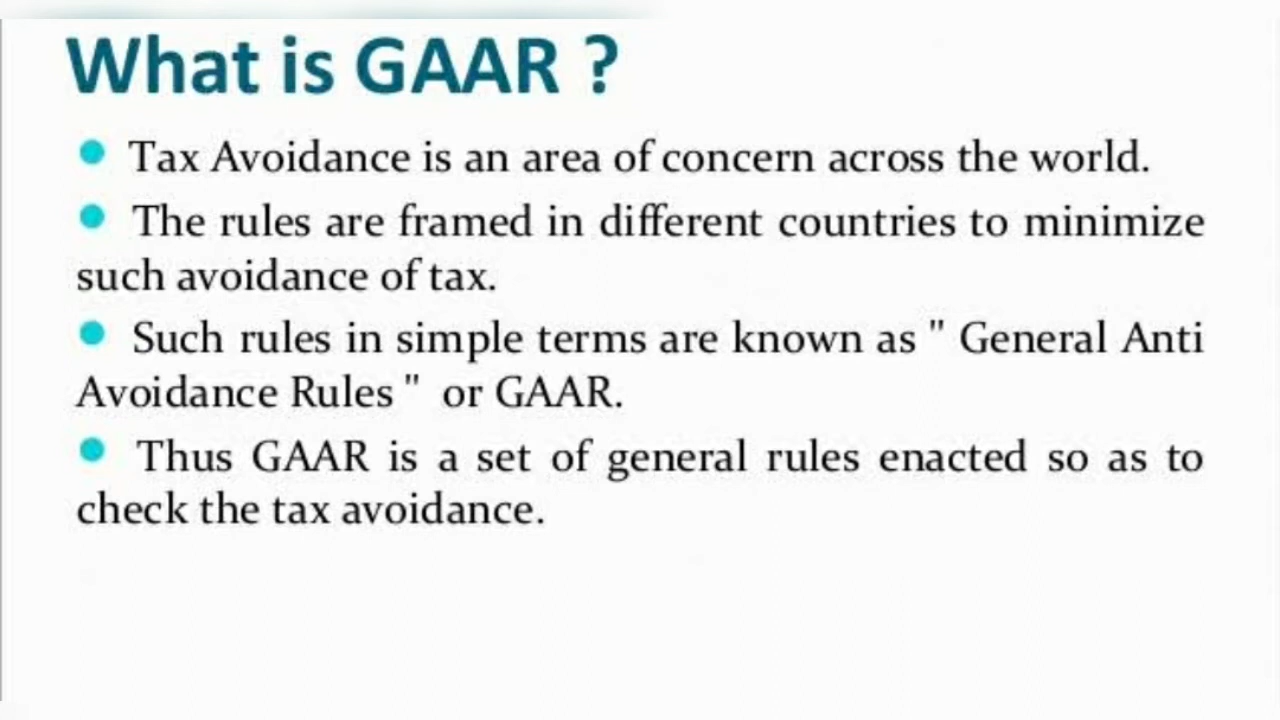 What is GAAR ?
Tax Avoidance is an area of concern across the world.
The rules are framed in different countries to minimize
such avoidance of tax.
Such rules in simple terms are known as " General Anti
Avoidance Rules "  or GAAR.
Thus GAAR is a set of general rules enacted so as to
check the tax avoidance.